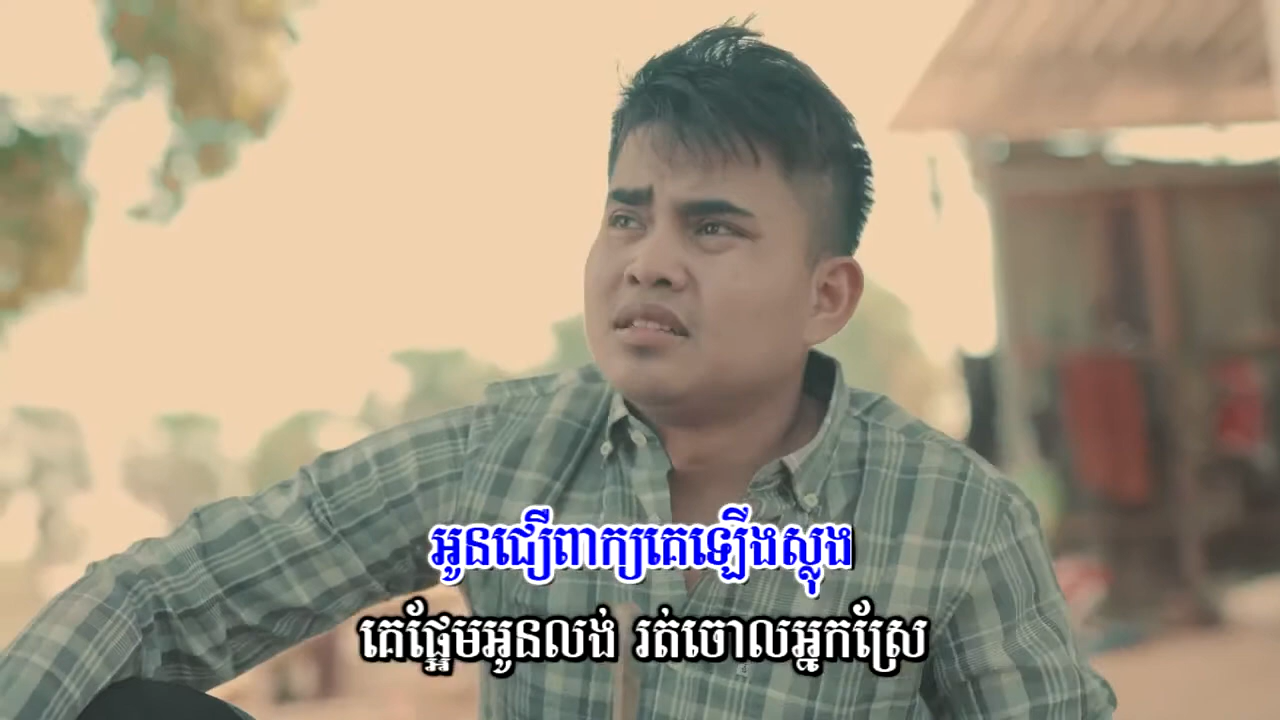 អូនជឿពាក្យគេឡើងស្លុង
គេផ្អែមអូនលង់ រត់ចោលអ្នកស្រែ